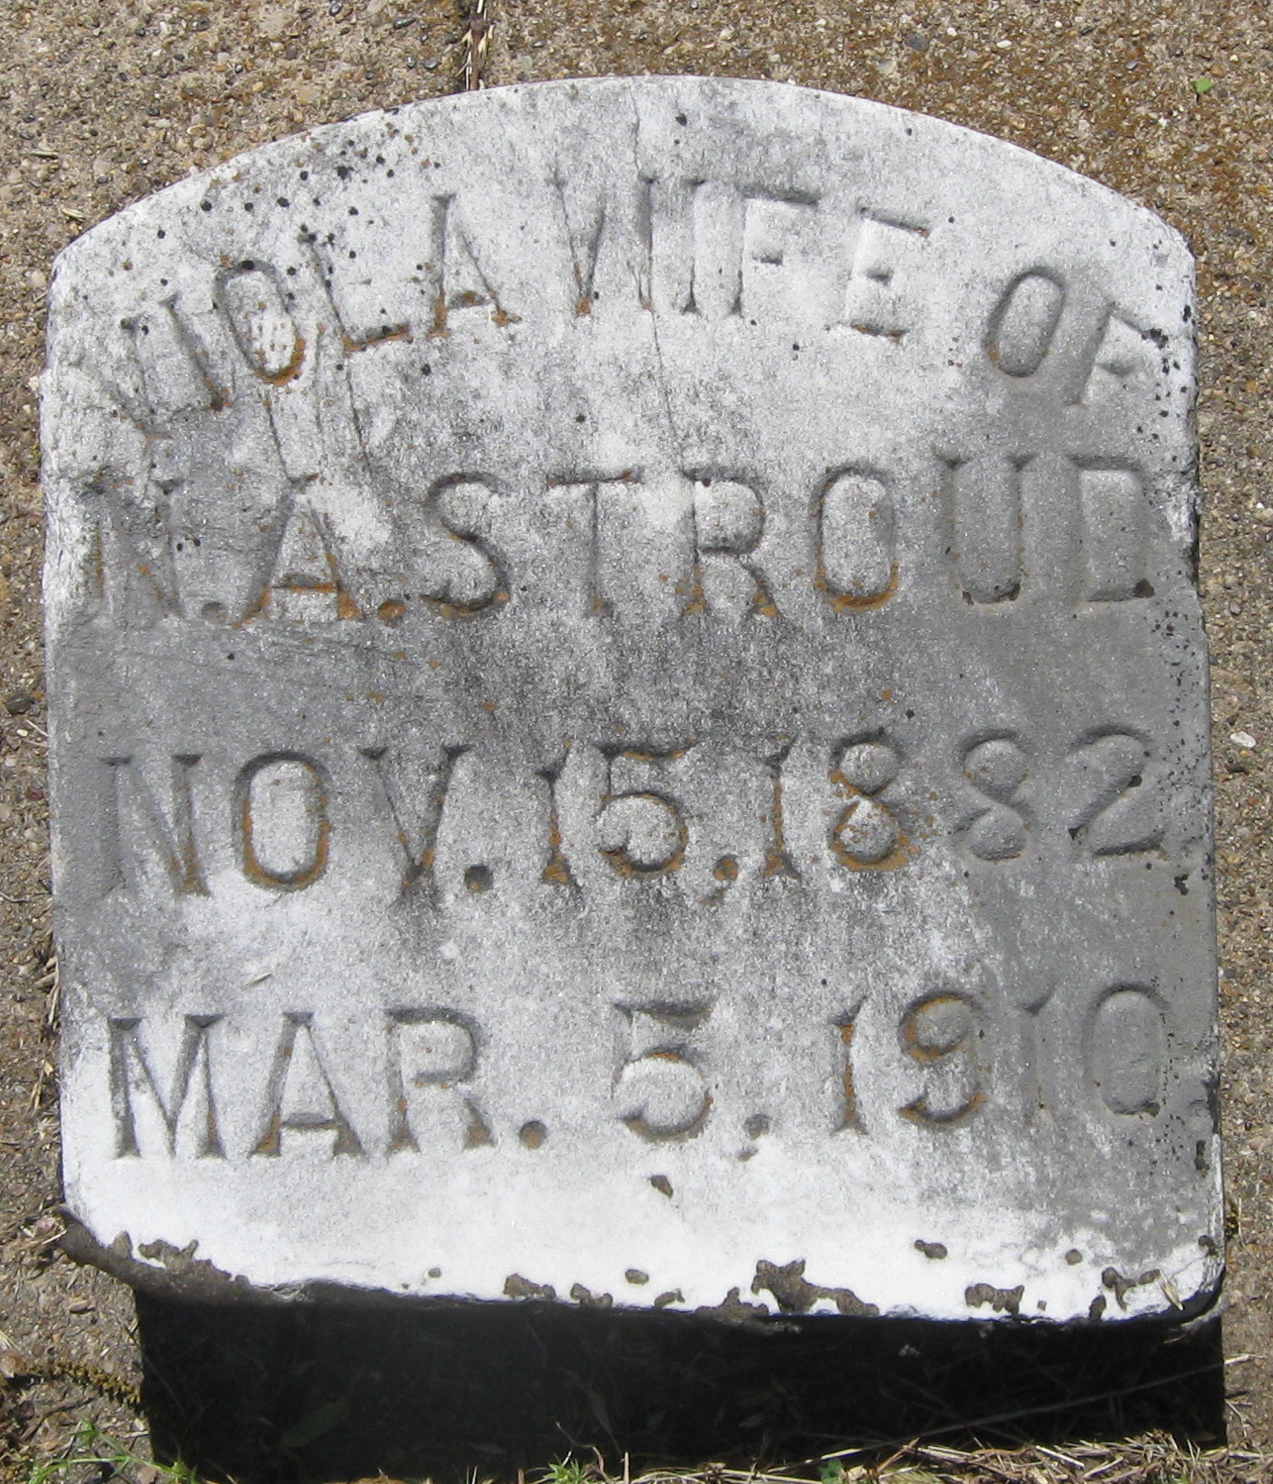 VIOLA WIFE OF
N.A.STROUD
NOV.15.1882
MAR.5.1910